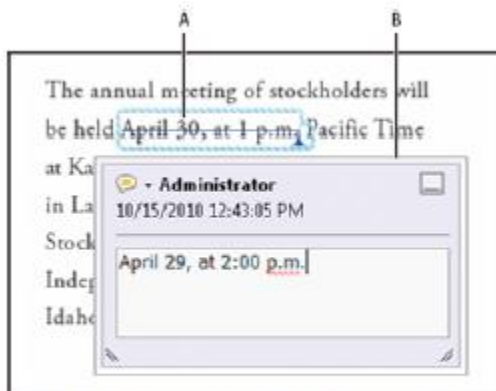 A B
The annual meeting of stockholders will
be held April 30, at 1 p.m. Pacific Time
at Ka
in La
Stock
Indep
Idaho
Administrator
10/15/2010 12:43:05 PM
April 29, at 2:00 p.m.